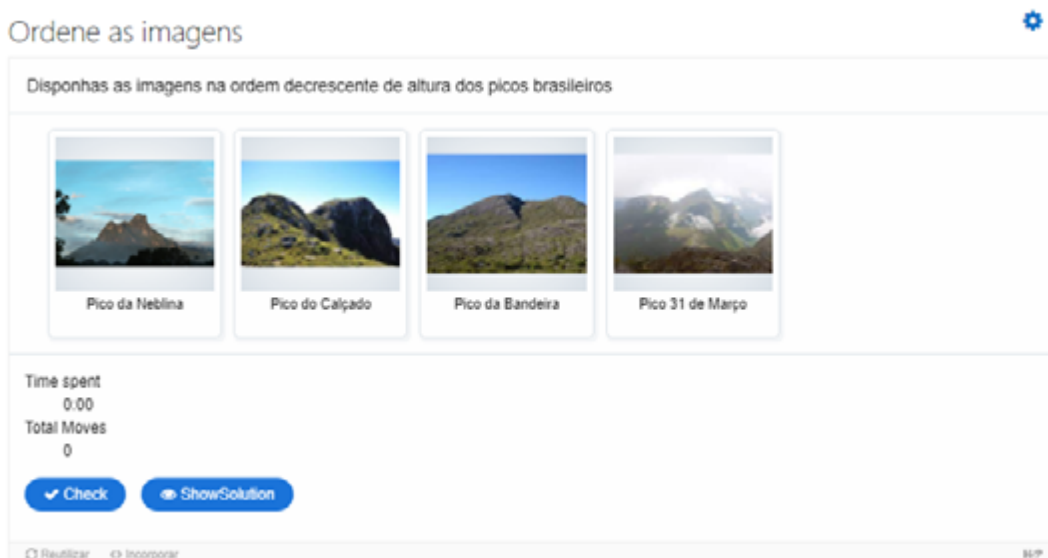 Ordene as imagens
Disponhas as imagens na ordem decrescente de altura dos picos brasileiros
Pico da Neblina
Pico do Calçado
Pico da Bandeira
Pico 31 de Março
Time spent
0:00
Total Moves
0
Check
ShowSolution
Reutilizar
Incorporar